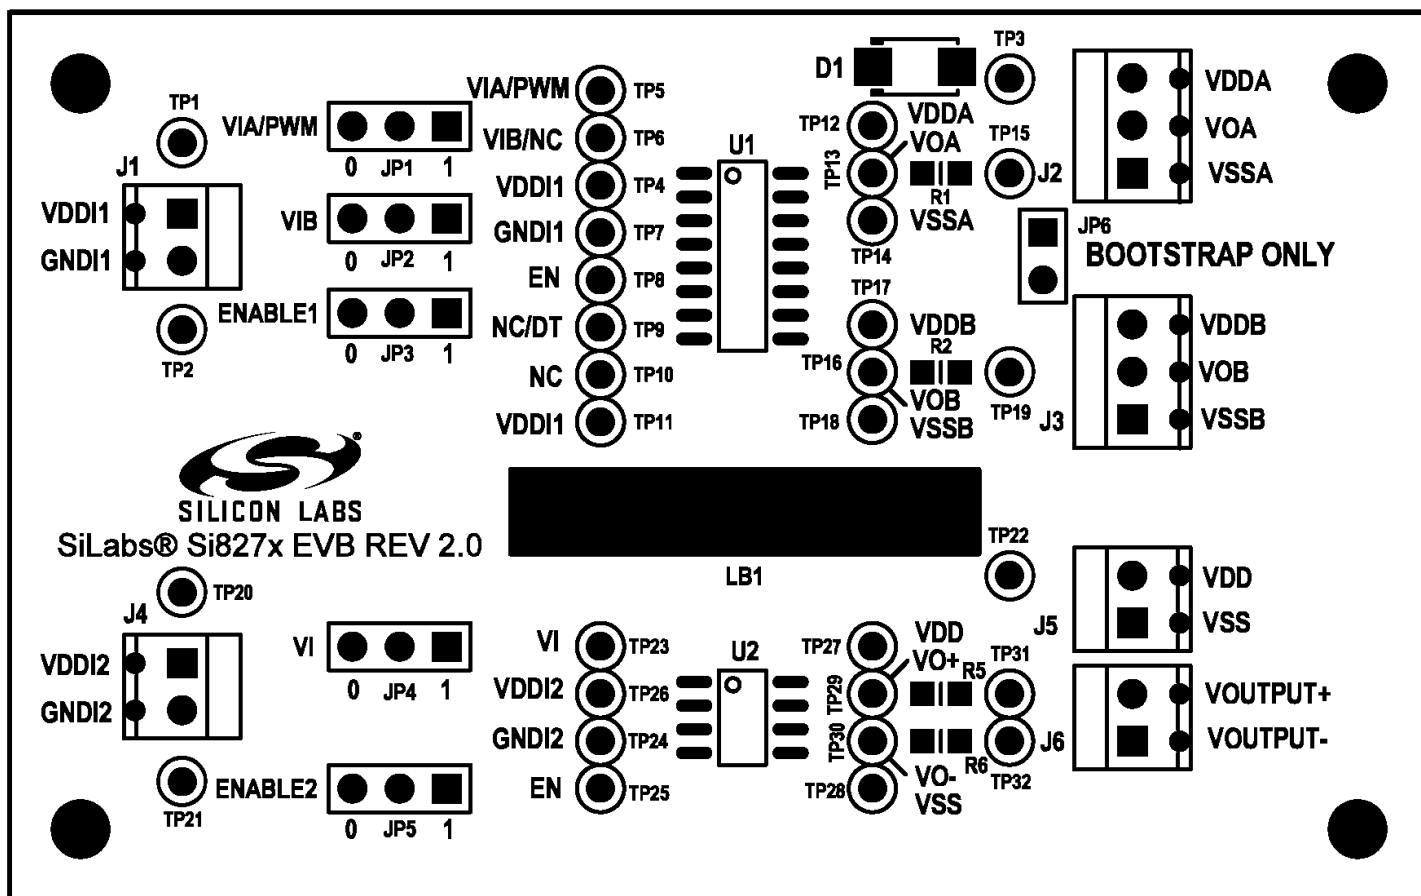 TP1
VIA/PWM
0 JP1 1
J1
VDDI1
GNDI1
TP2
VIB
0 JP2 1
ENABLE1
0 JP3 1
VIA/PWM TP5
VIB/NC TP6
VDDI1 TP4
GNDI1 TP7
EN TP8
NC/DT TP9
NC TP10
VDDI1 TP11
U1
D1
TP3
TP12 VDDA
VOA
TP13
TP15
R1
VSSA
TP14
J2
VDDA
VOA
VSSA
JP6
BOOTSTRAP ONLY
TP17
VDDB
R2
TP16
VOB
TP18 VSSB
TP19
J3
VDDB
VOB
VSSB
®
SILICON LABS
SiLabs® Si827x EVB REV 2.0
LB1
TP20
J4
VDDI2
GNDI2
TP21
VI
0 JP4 1
ENABLE2
0 JP5 1
VI TP23
VDDI2 TP26
GNDI2 TP24
EN TP25
U2
TP22
TP27 VDD
VO+
TP29
R5
TP31
TP30
R6
TP32
VO-
TP28 VSS
J5
VDD
VSS
J6
VOUTPUT+
VOUTPUT-